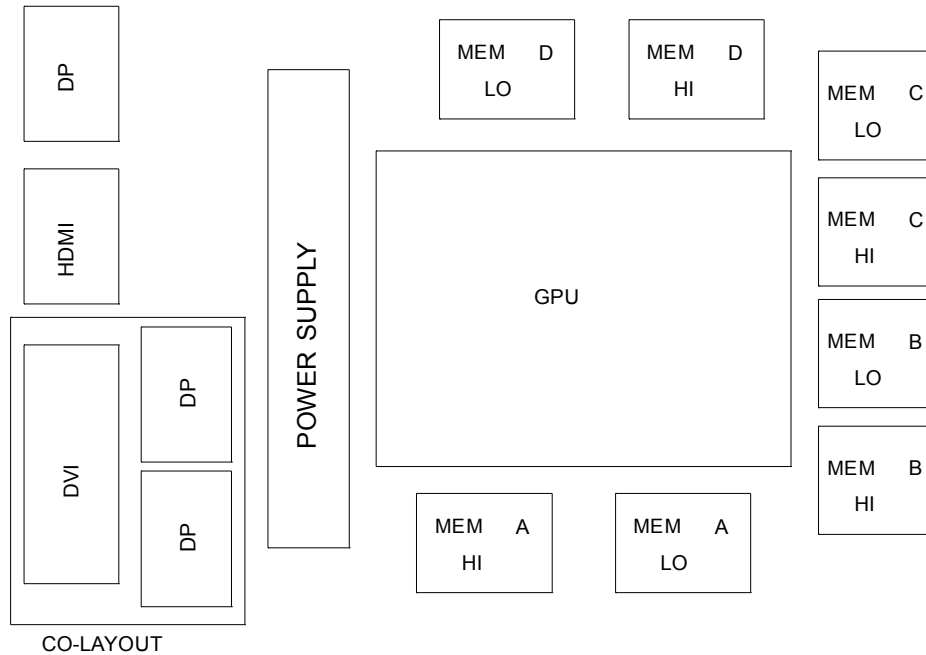 DP
HDMI
DVI
DP
DP
CO-LAYOUT
POWER SUPPLY
MEM D
LO
MEM D
HI
GPU
MEM A
HI
MEM A
LO
MEM C
LO
MEM C
HI
MEM B
LO
MEM B
HI